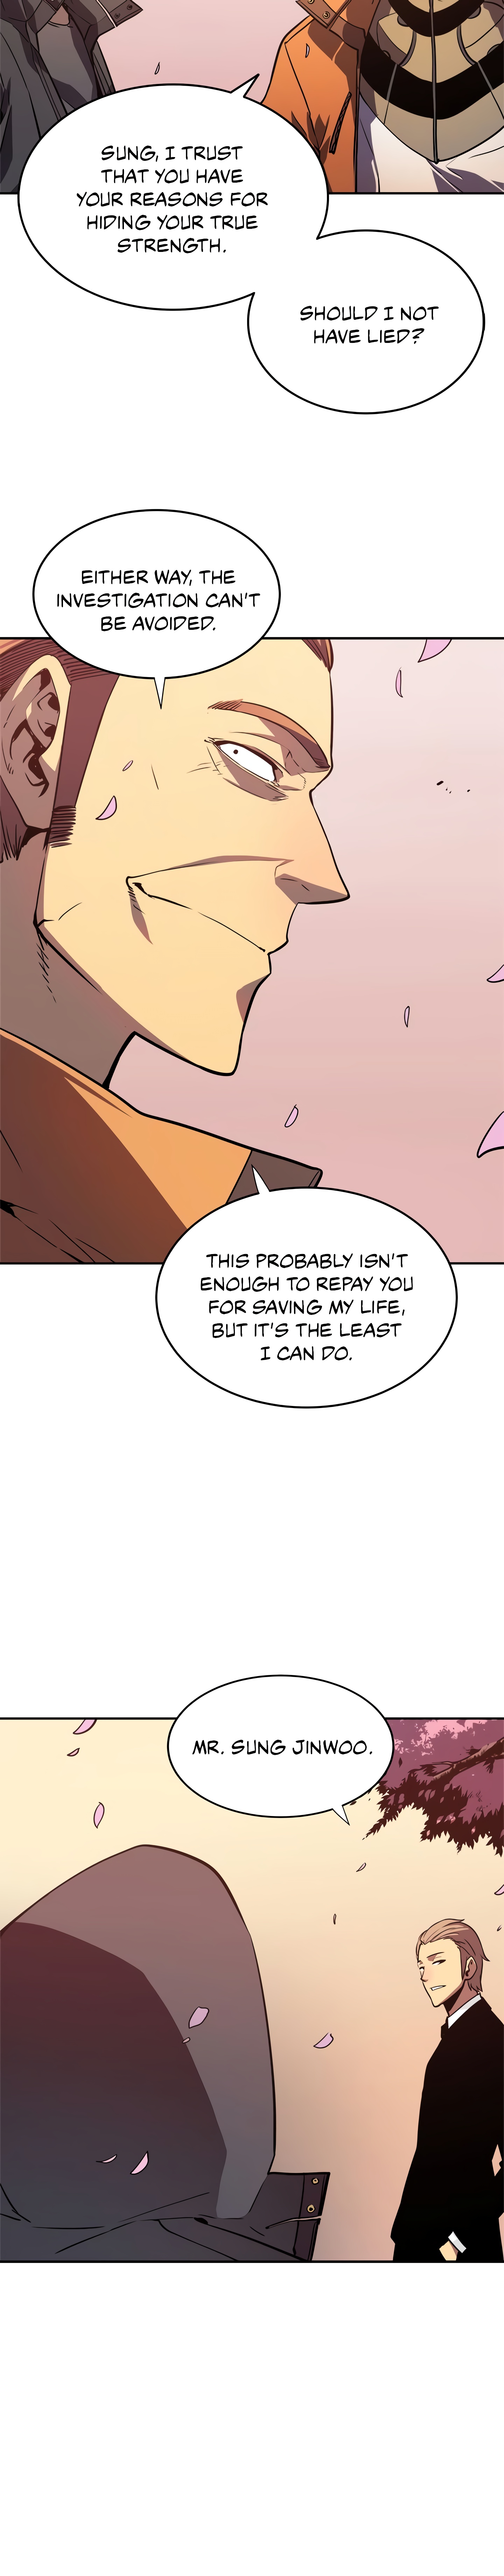 SUNG, I TRUST
THAT YOU HAVE
YOUR REASONS FOR
HIDING YOUR TRUE
STRENGTH.
SHOULD I NOT
HAVE LIED?
EITHER WAY, THE
INVESTIGATION CAN'T
BE AVOIDED.
THIS PROBABLY ISN'T
ENOUGH TO REPAY YOU
FOR SAVING MY LIFE,
BUT IT'S THE LEAST
I CAN DO.
MR. SUNG JINWOO.